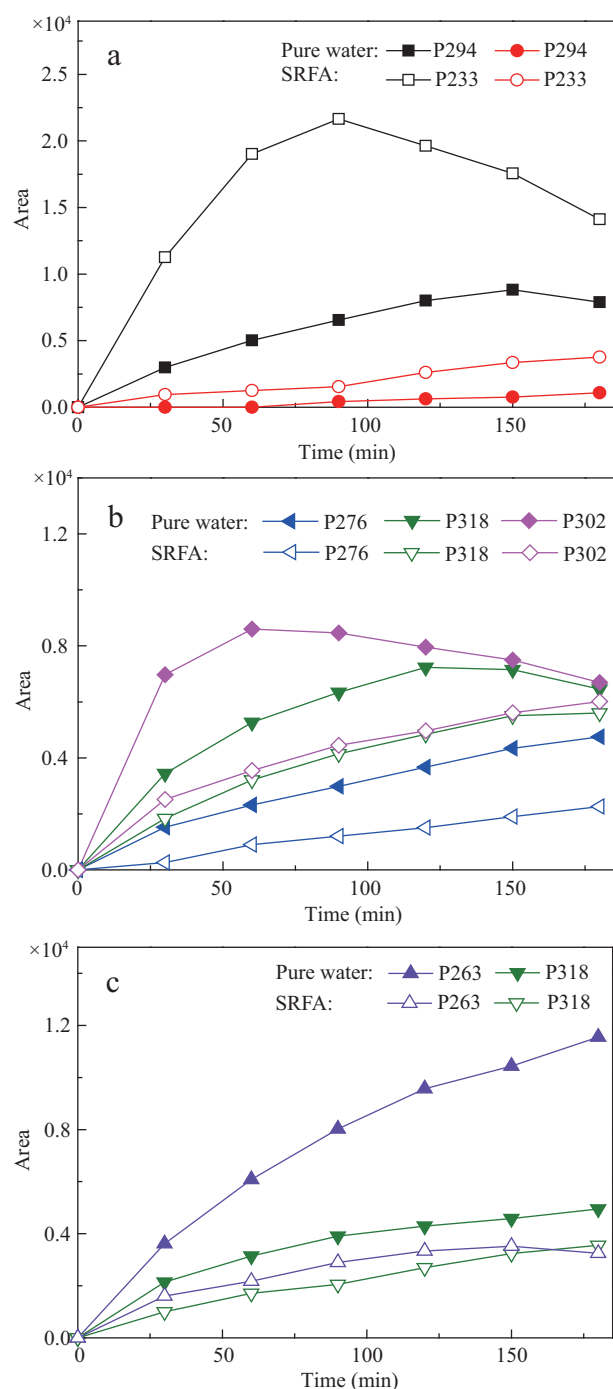 ×10⁴
a
Pure water: P294 P294
SRFA: P233 P233
2.5
2.0
1.5
1.0
0.5
0.0
Area
0 50 100 150
Time (min)
×10⁴
b
Pure water: P276 P318 P302
SRFA: P276 P318 P302
1.2
0.8
0.4
0.0
Area
0 50 100 150
Time (min)
×10⁴
c
Pure water: P263 P318
SRFA: P263 P318
1.2
0.8
0.4
0.0
Area
0 50 100 150
Time (min)